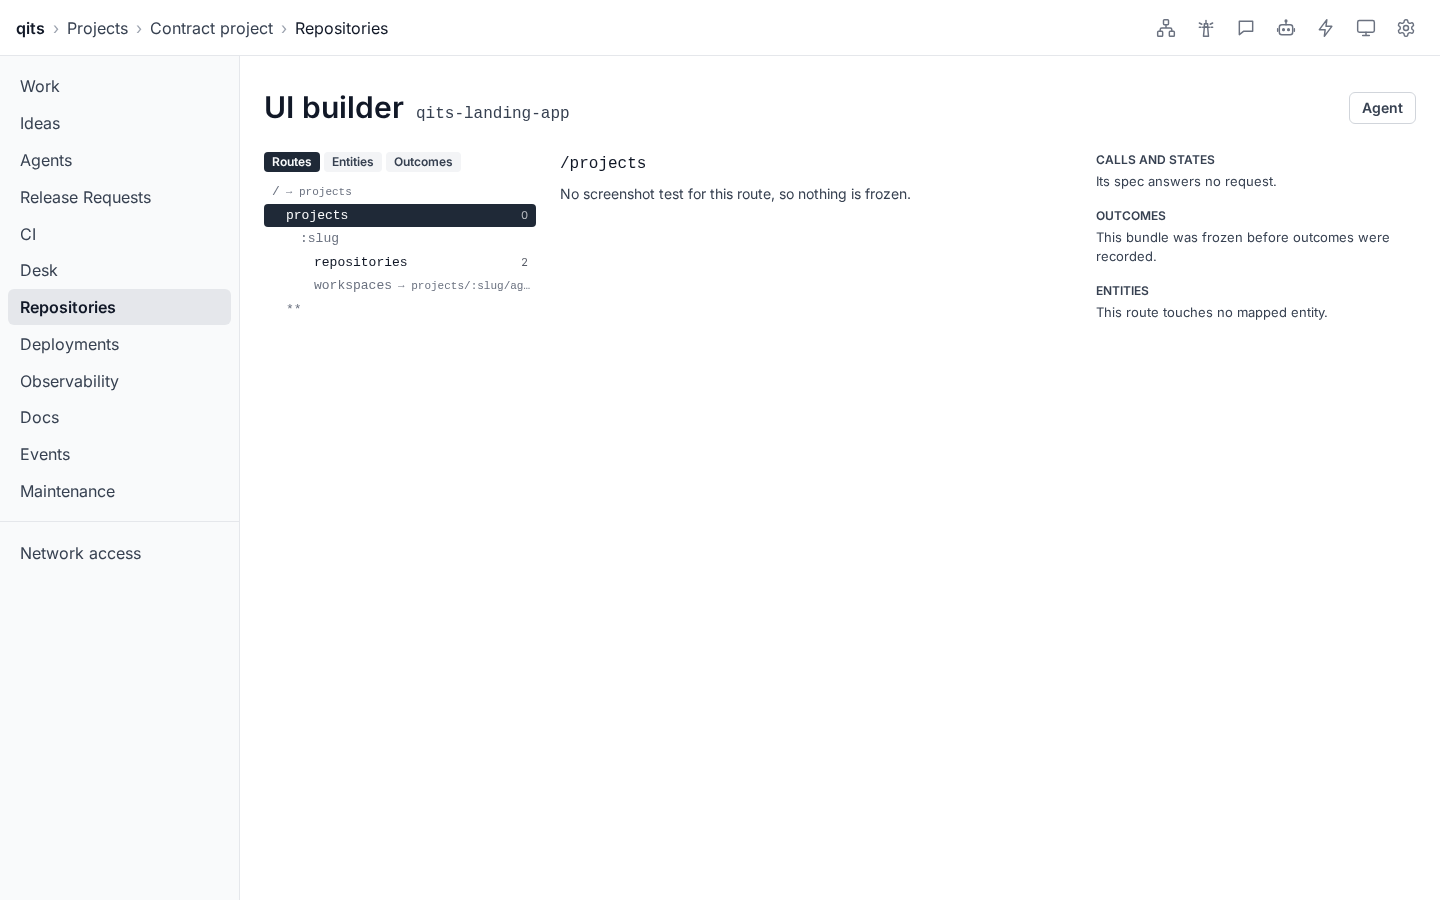 qits › Projects › Contract project › Repositories
Work
Ideas
Agents
Release Requests
CI
Desk
Repositories
Deployments
Observability
Docs
Events
Maintenance
Network access
UI builder qits-landing-app
Agent
Routes Entities Outcomes
/ → projects
projects 0
:slug
repositories 2
workspaces → projects/:slug/ag…
**
/projects
No screenshot test for this route, so nothing is frozen.
CALLS AND STATES
Its spec answers no request.
OUTCOMES
This bundle was frozen before outcomes were
recorded.
ENTITIES
This route touches no mapped entity.